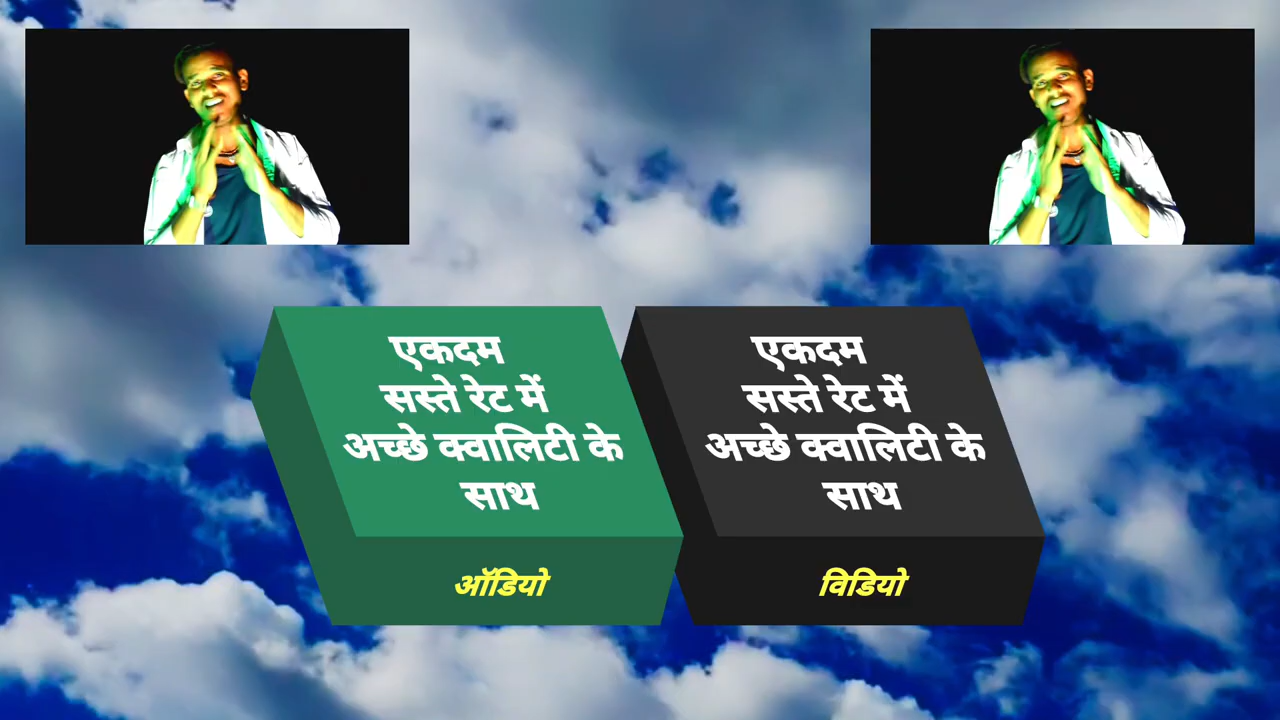 एकदम
सस्ते रेट में
अच्छे क्वालिटी के
साथ
ऑडियो
एकदम
सस्ते रेट में
अच्छे क्वालिटी के
साथ
विडियो